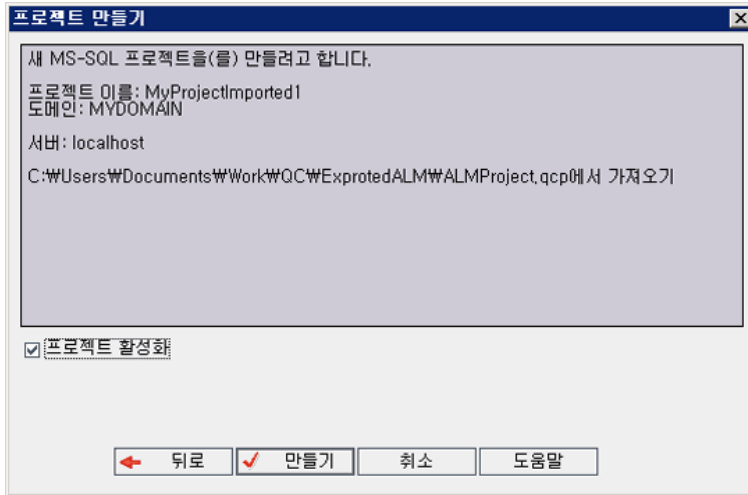 프로젝트 만들기
새 MS-SQL 프로젝트을(를) 만들려고 합니다.
프로젝트 이름: MyProjectImported1
도메인: MYDOMAIN
서버: localhost
C:₩Users₩Documents₩Work₩QC₩ExprotedALM₩ALMProject.qcp에서 가져오기
프로젝트 활성화
뒤로
만들기
취소
도움말